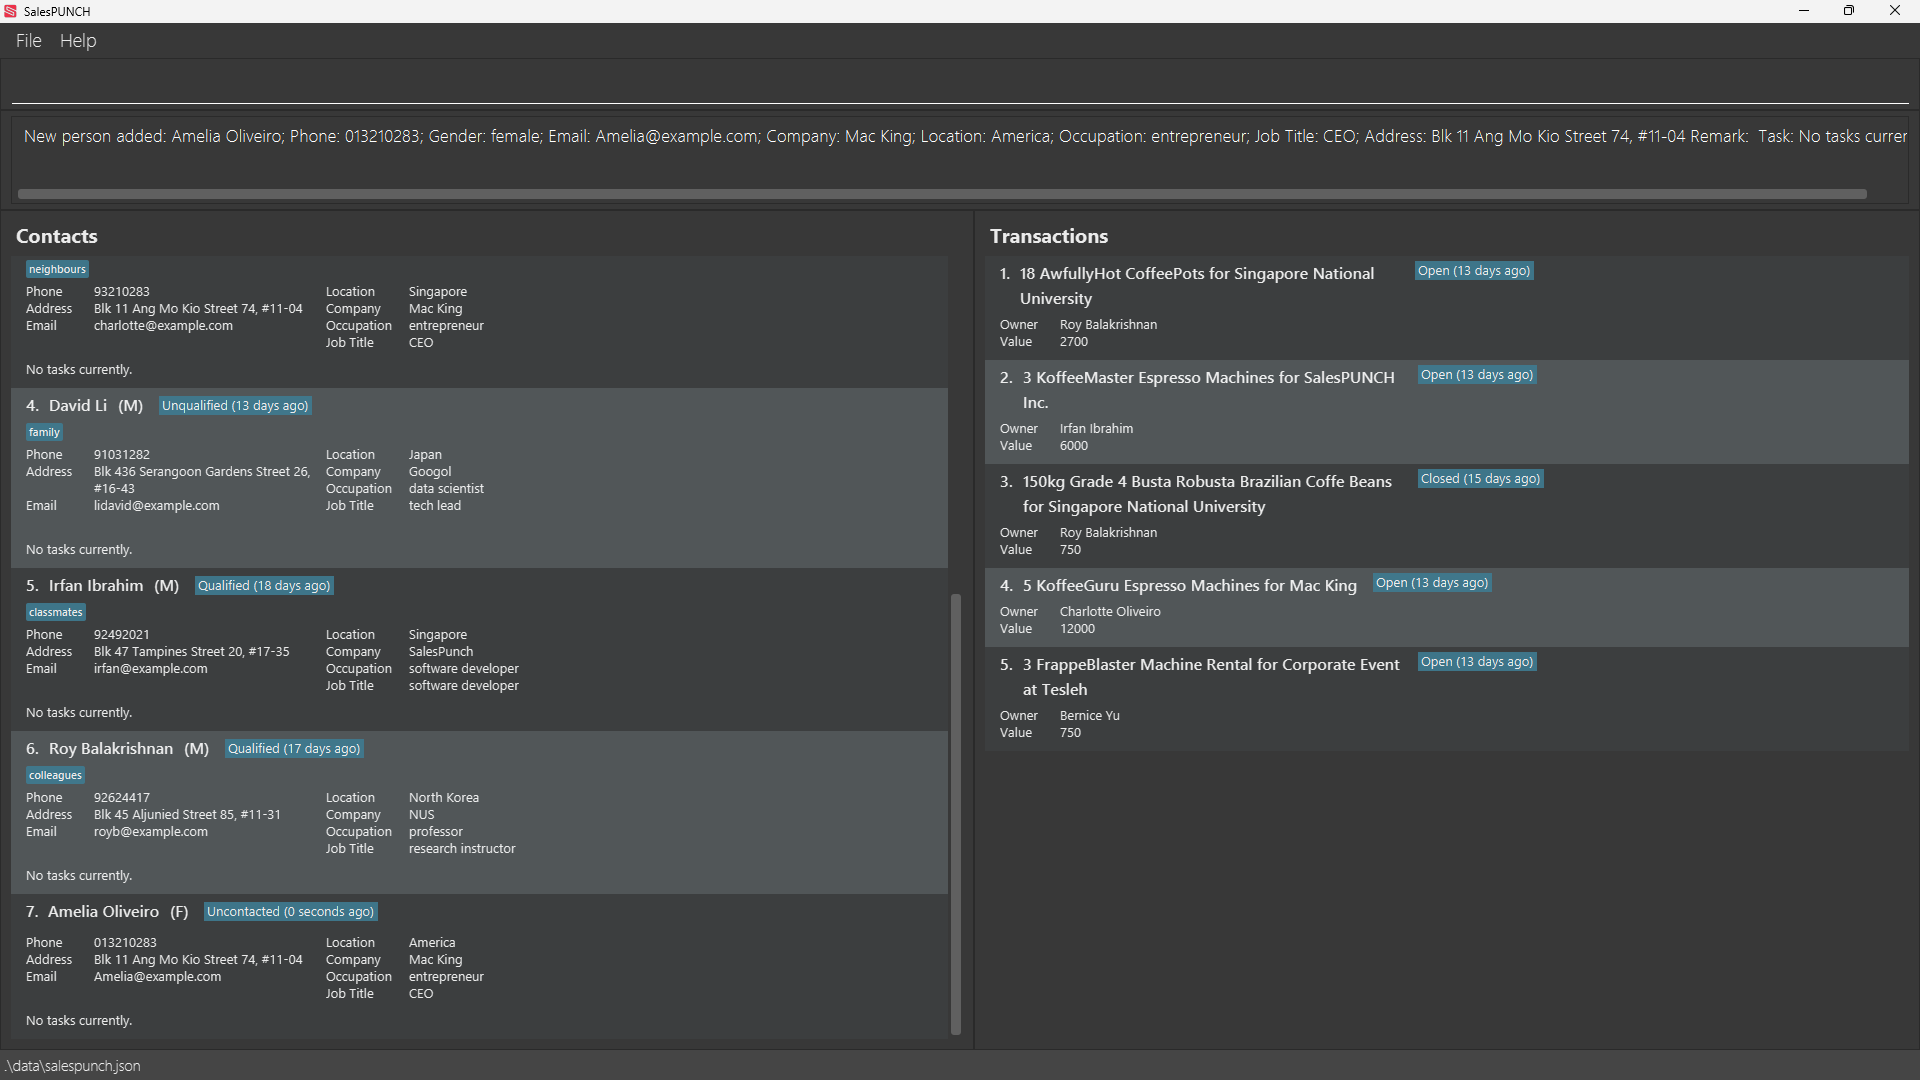 SalesPUNCH
File Help
New person added: Amelia Oliveiro; Phone: 013210283; Gender: female; Email: Amelia@example.com; Company: Mac King; Location: America; Occupation: entrepreneur; Job Title: CEO; Address: Blk 11 Ang Mo Kio Street 74, #11-04 Remark: Task: No tasks currer
Contacts
neighbours
Phone 93210283 Location Singapore
Address Blk 11 Ang Mo Kio Street 74, #11-04 Company Mac King
Email charlotte@example.com Occupation entrepreneur
Job Title CEO
No tasks currently.
4. David Li (M) Unqualified (13 days ago)
family
Phone 91031282 Location Japan
Address Blk 436 Serangoon Gardens Street 26, Company Googol
#16-43 Occupation data scientist
Email lidavid@example.com Job Title tech lead
No tasks currently.
5. Irfan Ibrahim (M) Qualified (18 days ago)
classmates
Phone 92492021 Location Singapore
Address Blk 47 Tampines Street 20, #17-35 Company SalesPunch
Email irfan@example.com Occupation software developer
Job Title software developer
No tasks currently.
6. Roy Balakrishnan (M) Qualified (17 days ago)
colleagues
Phone 92624417 Location North Korea
Address Blk 45 Aljunied Street 85, #11-31 Company NUS
Email royb@example.com Occupation professor
Job Title research instructor
No tasks currently.
7. Amelia Oliveiro (F) Uncontacted (0 seconds ago)
Phone 013210283 Location America
Address Blk 11 Ang Mo Kio Street 74, #11-04 Company Mac King
Email Amelia@example.com Occupation entrepreneur
Job Title CEO
No tasks currently.
Transactions
1. 18 AwfullyHot CoffeePots for Singapore National Open (13 days ago)
University
Owner Roy Balakrishnan
Value 2700
2. 3 KoffeeMaster Espresso Machines for SalesPUNCH Open (13 days ago)
Inc.
Owner Irfan Ibrahim
Value 6000
3. 150kg Grade 4 Busta Robusta Brazilian Coffe Beans Closed (15 days ago)
for Singapore National University
Owner Roy Balakrishnan
Value 750
4. 5 KoffeeGuru Espresso Machines for Mac King Open (13 days ago)
Owner Charlotte Oliveiro
Value 12000
5. 3 FrappeBlaster Machine Rental for Corporate Event Open (13 days ago)
at Tesleh
Owner Bernice Yu
Value 750
.\data\salespunch.json